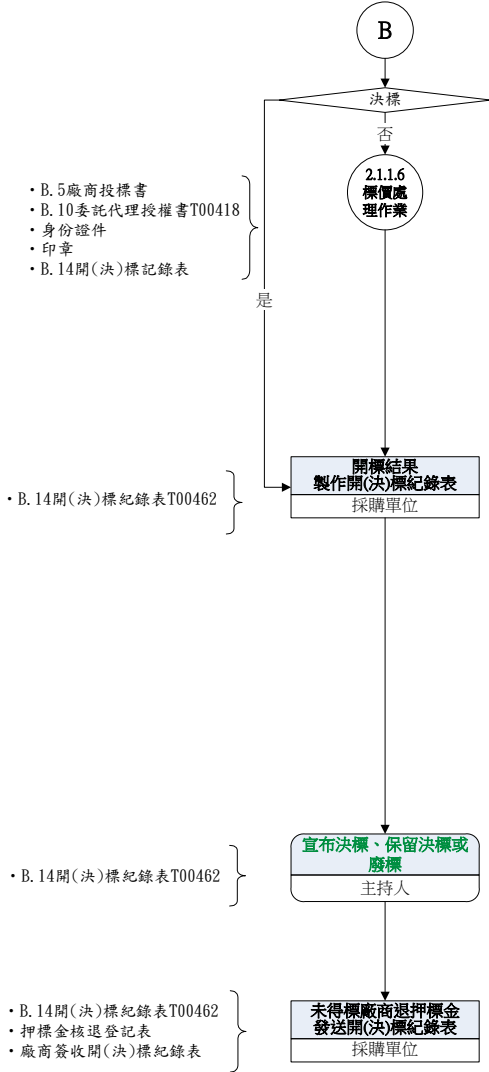 B
決標
否
2.1.1.6
標價處
理作業
・B.5廠商投標書
・B.10委託代理授權書T00418
・身份證件
・印章
・B.14開(決)標記錄表
是
開標結果
製作開(決)標紀錄表
採購單位
・B.14開(決)標紀錄表T00462
宣布決標、保留決標或
廢標
主持人
・B.14開(決)標紀錄表T00462
未得標廠商退押標金
發送開(決)標紀錄表
採購單位
・B.14開(決)標紀錄表T00462
・押標金核退登記表
・廠商簽收開(決)標紀錄表